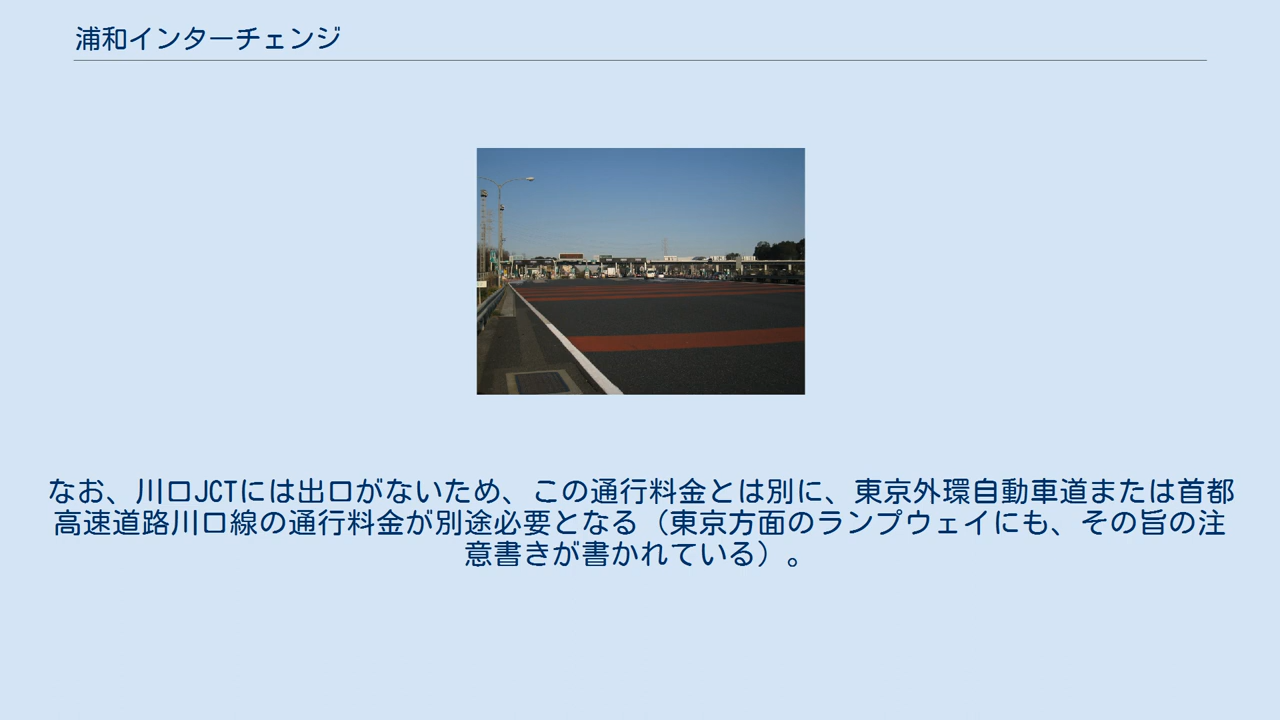 浦和インターチェンジ
なお、川口JCTには出口がないため、この通行料金とは別に、東京外環自動車道または首都
高速道路川口線の通行料金が別途必要となる（東京方面のランプウェイにも、その旨の注
意書きが書かれている）。